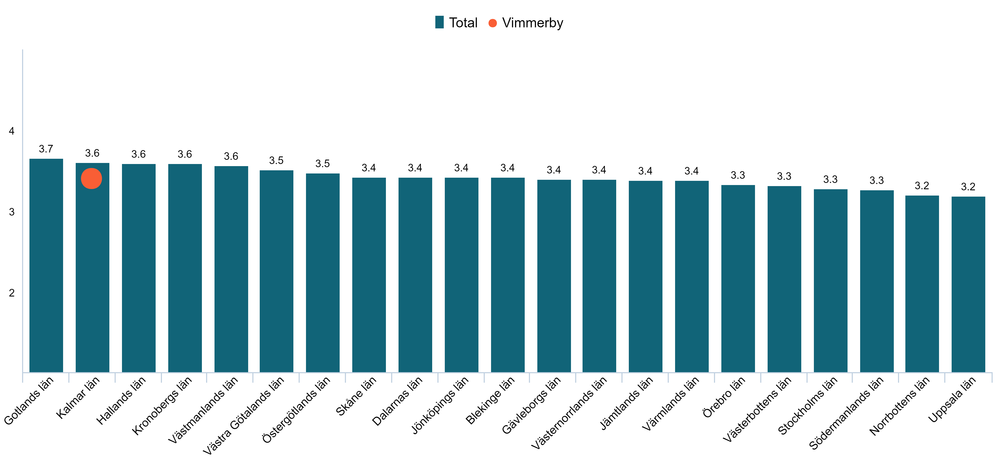 Total Vimmerby
4
3.7 3.6 3.6 3.6 3.6 3.5 3.5 3.4 3.4 3.4 3.4 3.4 3.4 3.4 3.4 3.3 3.3 3.3 3.3 3.2 3.2
3
2
Gotlands län
Kalmar län
Hallands län
Kronobergs län
Västmanlands län
Västra Götalands län
Östergötlands län
Skåne län
Dalarnas län
Jönköpings län
Blekinge län
Gävleborgs län
Västernorrlands län
Jämtlands län
Värmlands län
Örebro län
Västerbottens län
Stockholms län
Södermanlands län
Norrbottens län
Uppsala län